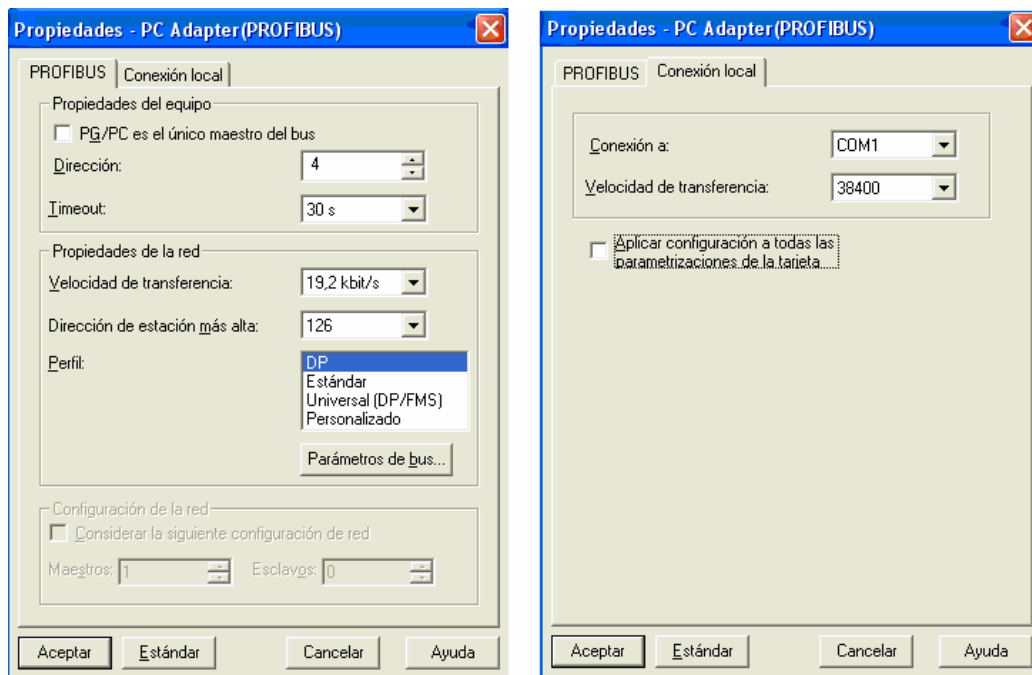 Propiedades - PC Adapter(PROFIBUS)
PROFIBUS
Conexión local
Propiedades del equipo
PG/PC es el único maestro del bus
Dirección:
4
Timeout:
30 s
Propiedades de la red
Velocidad de transferencia:
19,2 kbit/s
Dirección de estación más alta:
126
Perfil:
DP
Estándar
Universal (DP/FMS)
Personalizado
Parámetros de bus...
Configuración de la red
Considerar la siguiente configuración de red
Maestros: 1
Esclavos: 0
Aceptar
Estándar
Cancelar
Ayuda
Propiedades - PC Adapter(PROFIBUS)
PROFIBUS
Conexión local
Conexión a:
COM1
Velocidad de transferencia:
38400
Aplicar configuración a todas las
parametrizaciones de la tarjeta
Aceptar
Estándar
Cancelar
Ayuda